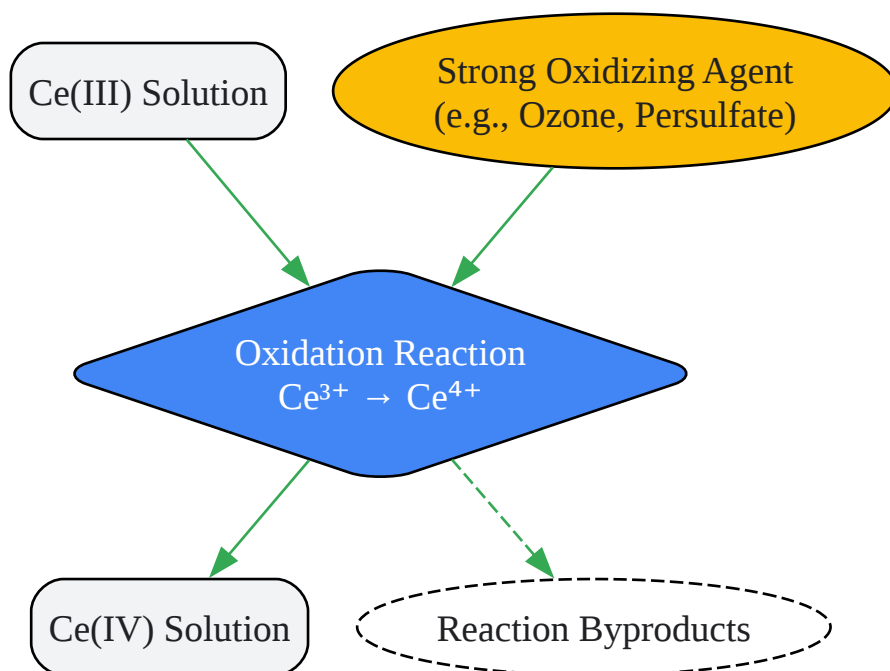 Ce(III) Solution
Strong Oxidizing Agent
(e.g., Ozone, Persulfate)
Oxidation Reaction
Ce³⁺ → Ce⁴⁺
Ce(IV) Solution
Reaction Byproducts